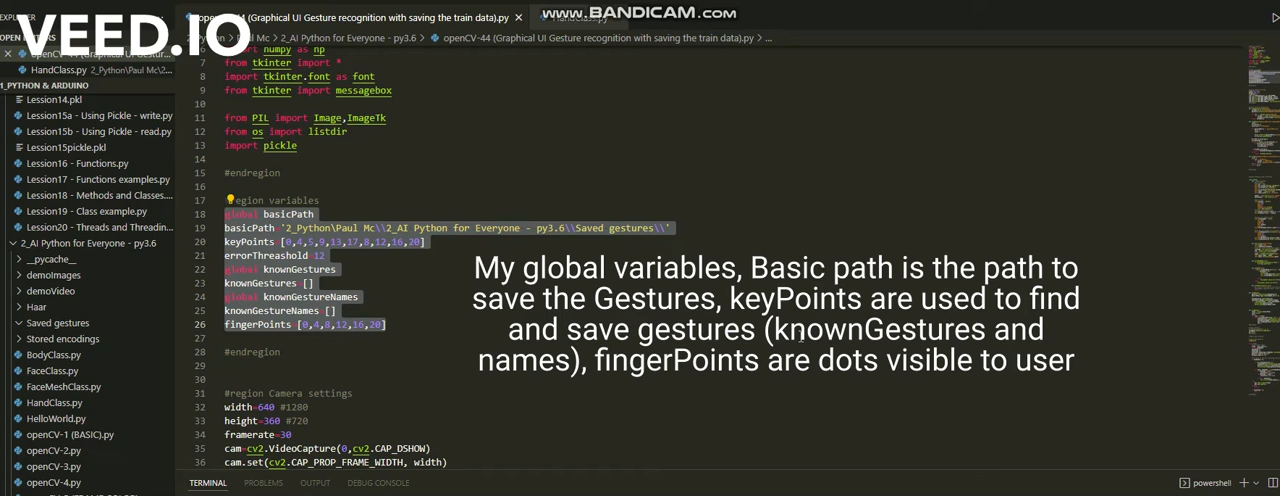 EXPLORER
openCV-44 (Graphical UI Gesture recognition with saving the train data).py
HandClass.py
www.BANDICAM.com
VEED.IO
Paul Mc > 2_AI Python for Everyone - py3.6 > openCV-44 (Graphical UI Gesture recognition with saving the train data).py > ...
HandClass.py 2_Python\Paul Mc\2...
1_PYTHON & ARDUINO
Lession14.pkl
Lession15a - Using Pickle - write.py
Lession15b - Using Pickle - read.py
Lession15pickle.pkl
Lession16 - Functions.py
Lession17 - Functions examples.py
Lession18 - Methods and Classes....
Lession19 - Class example.py
Lession20 - Threads and Threadin...
2_AI Python for Everyone - py3.6
__pycache__
demoImages
demoVideo
Haar
Saved gestures
Stored encodings
BodyClass.py
FaceClass.py
FaceMeshClass.py
HandClass.py
HelloWorld.py
openCV-1 (BASIC).py
openCV-2.py
openCV-3.py
openCV-4.py
6 import numpy as np
7 from tkinter import *
8 import tkinter.font as font
9 from tkinter import messagebox
10
11 from PIL import Image,ImageTk
12 from os import listdir
13 import pickle
14
15 #endregion
16
17 egion variables
18 global basicPath
19 basicPath='2_Python\Paul Mc\\2_AI Python for Everyone - py3.6\\Saved gestures\\'
20 keyPoints=[0,4,5,9,13,17,8,12,16,20]
21 errorThreashold=12
22 global knownGestures
23 knownGestures=[]
24 global knownGestureNames
25 knownGestureNames=[]
26 fingerPoints=[0,4,8,12,16,20]
27
28 #endregion
29
30
31 #region Camera settings
32 width=640 #1280
33 height=360 #720
34 framerate=30
35 cam=cv2.VideoCapture(0,cv2.CAP_DSHOW)
36 cam.set(cv2.CAP_PROP_FRAME_WIDTH, width)
My global variables, Basic path is the path to
save the Gestures, keyPoints are used to find
and save gestures (knownGestures and
names), fingerPoints are dots visible to user
TERMINAL PROBLEMS OUTPUT DEBUG CONSOLE
powershell